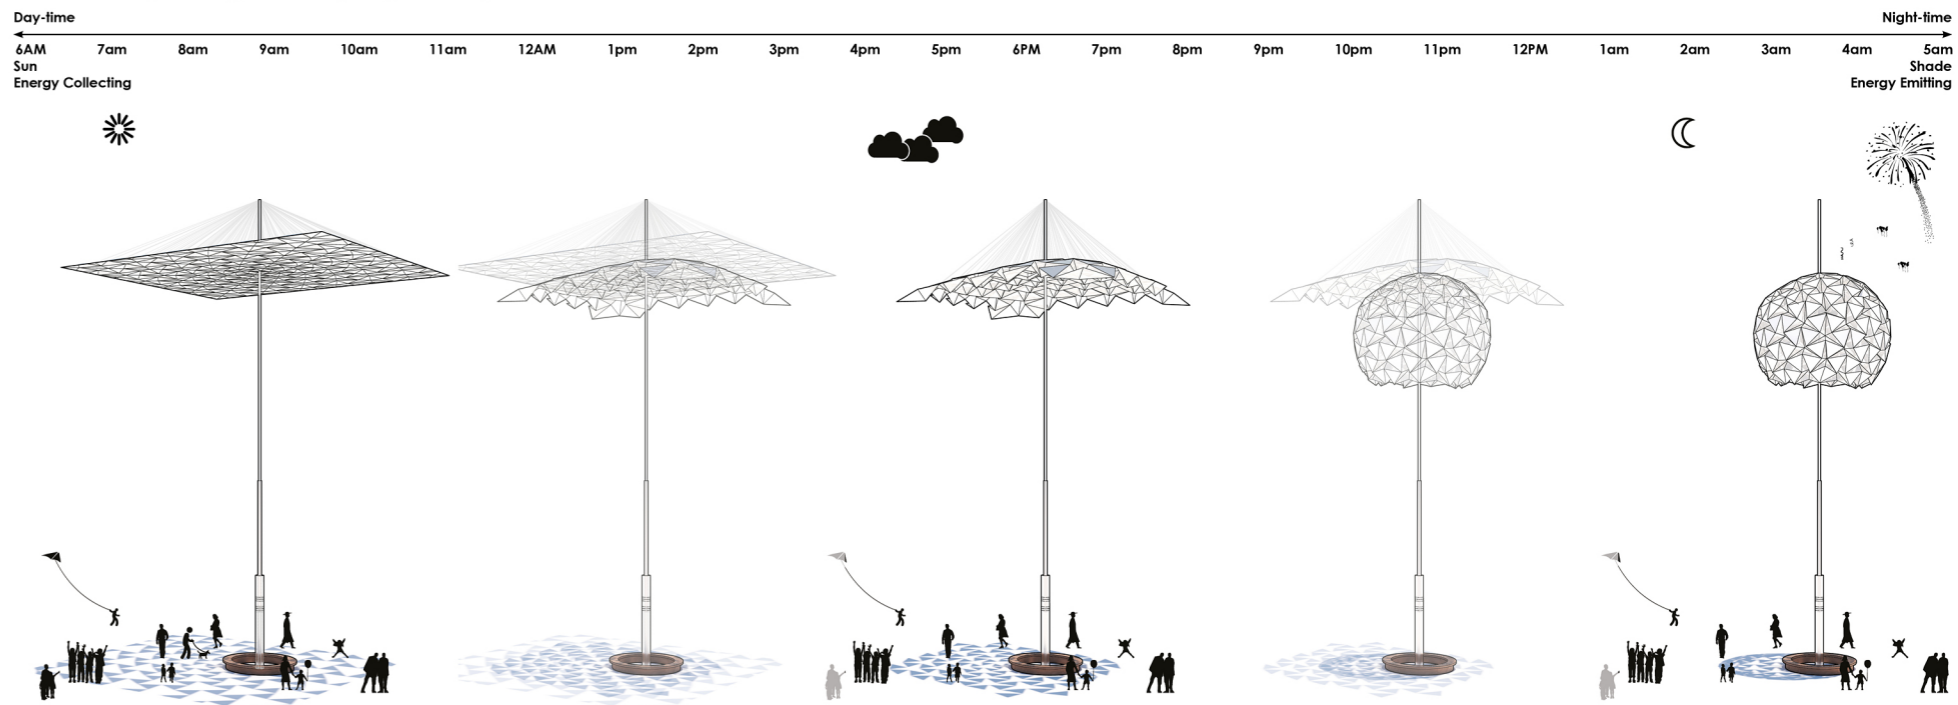 Day-time Night-time
6AM 7am 8am 9am 10am 11am 12AM 1pm 2pm 3pm 4pm 5pm 6PM 7pm 8pm 9pm 10pm 11pm 12PM 1am 2am 3am 4am 5am
Sun Shade
Energy Collecting Energy Emitting